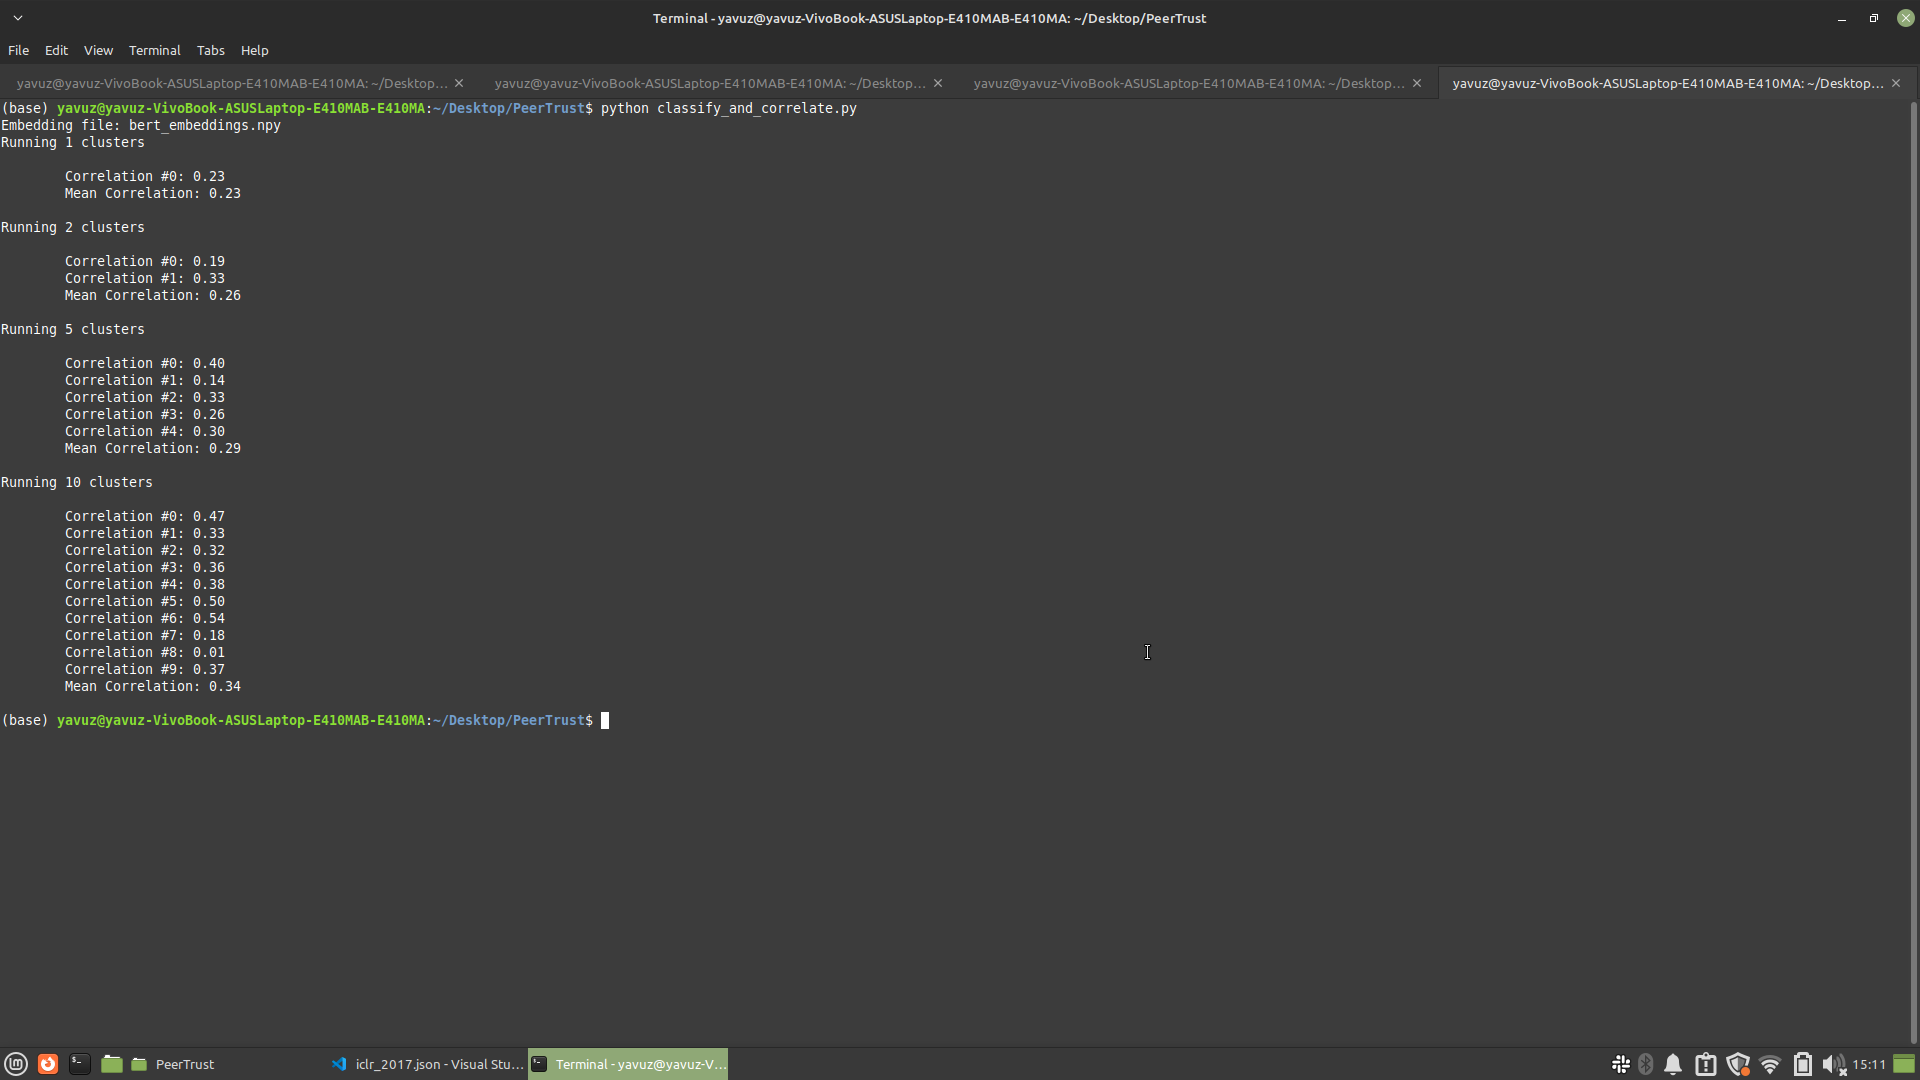 Terminal - yavuz@yavuz-VivoBook-ASUSLaptop-E410MAB-E410MA: ~/Desktop/PeerTrust
File Edit View Terminal Tabs Help
yavuz@yavuz-VivoBook-ASUSLaptop-E410MAB-E410MA: ~/Desktop... yavuz@yavuz-VivoBook-ASUSLaptop-E410MAB-E410MA: ~/Desktop... yavuz@yavuz-VivoBook-ASUSLaptop-E410MAB-E410MA: ~/Desktop... yavuz@yavuz-VivoBook-ASUSLaptop-E410MAB-E410MA: ~/Desktop...
(base) yavuz@yavuz-VivoBook-ASUSLaptop-E410MAB-E410MA:~/Desktop/PeerTrust$ python classify_and_correlate.py
Embedding file: bert_embeddings.npy
Running 1 clusters
Correlation #0: 0.23
Mean Correlation: 0.23
Running 2 clusters
Correlation #0: 0.19
Correlation #1: 0.33
Mean Correlation: 0.26
Running 5 clusters
Correlation #0: 0.40
Correlation #1: 0.14
Correlation #2: 0.33
Correlation #3: 0.26
Correlation #4: 0.30
Mean Correlation: 0.29
Running 10 clusters
Correlation #0: 0.47
Correlation #1: 0.33
Correlation #2: 0.32
Correlation #3: 0.36
Correlation #4: 0.38
Correlation #5: 0.50
Correlation #6: 0.54
Correlation #7: 0.18
Correlation #8: 0.01
Correlation #9: 0.37
Mean Correlation: 0.34
(base) yavuz@yavuz-VivoBook-ASUSLaptop-E410MAB-E410MA:~/Desktop/PeerTrust$
PeerTrust iclr_2017.json - Visual Stu... Terminal - yavuz@yavuz-V... 15:11